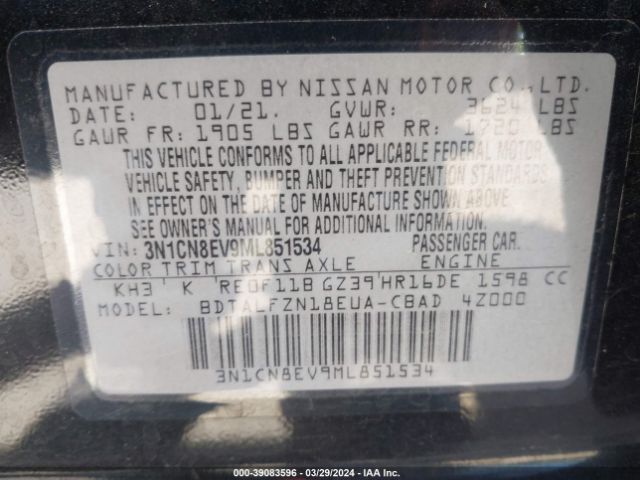 MANUFACTURED BY NISSAN MOTOR CO., LTD.
DATE: 01/21. GVWR: 3624 LBS
GAWR FR: 1905 LBS GAWR RR: 1720 LBS
THIS VEHICLE CONFORMS TO ALL APPLICABLE FEDERAL MOTOR
VEHICLE SAFETY, BUMPER AND THEFT PREVENTION STANDARDS
IN EFFECT ON THE DATE OF MANUFACTURE SHOWN ABOVE.
SEE OWNER'S MANUAL FOR ADDITIONAL INFORMATION.
VIN: 3N1CN8EV9ML851534 PASSENGER CAR.
COLOR TRIM TRANS AXLE ENGINE
KH3 K RE0F11B GZ39 HR16DE 1598 CC
MODEL: BDTALFZN18EUA-CBAD 4Z000
3N1CN8EV9ML851534
000-39083596 - 03/29/2024 - IAA Inc.